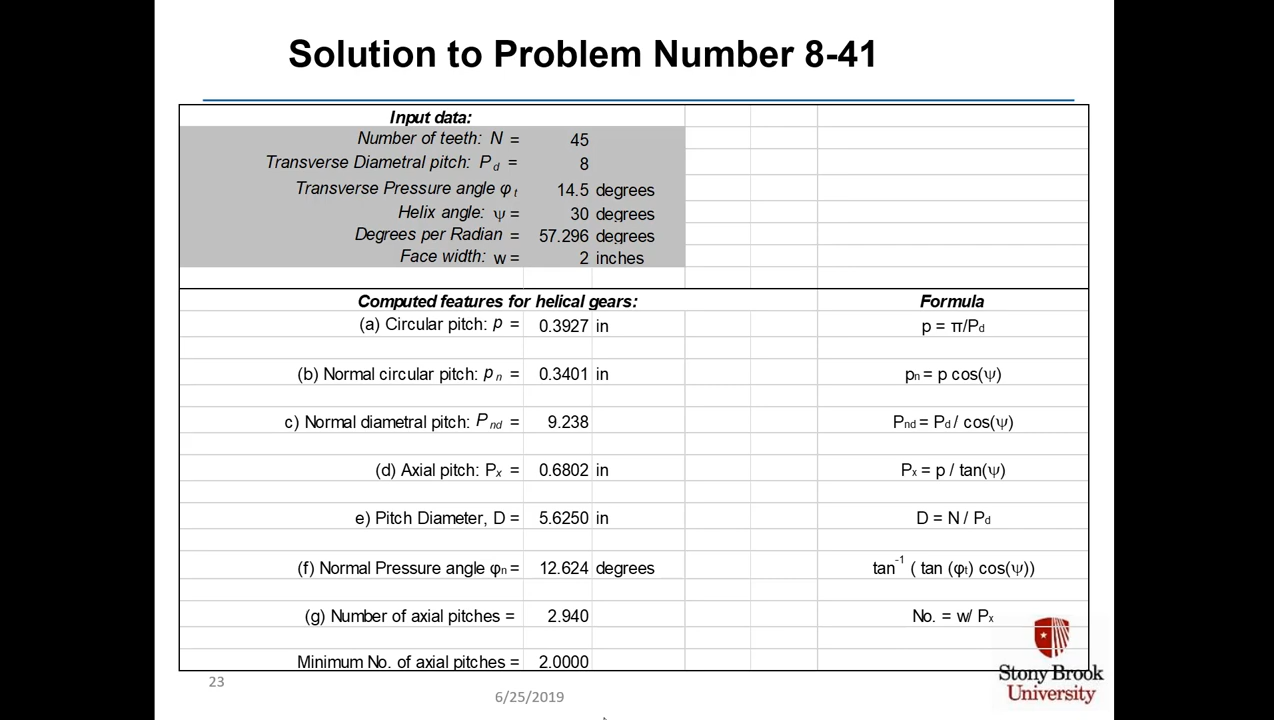 Solution to Problem Number 8-41
Input data:
Number of teeth: N = 45
Transverse Diametral pitch: P d = 8
Transverse Pressure angle φ t 14.5 degrees
Helix angle: ψ = 30 degrees
Degrees per Radian = 57.296 degrees
Face width: w = 2 inches
Computed features for helical gears: Formula
(a) Circular pitch: p = 0.3927 in p = π/Pd
(b) Normal circular pitch: p n = 0.3401 in pn = p cos(ψ)
c) Normal diametral pitch: P nd = 9.238 Pnd = Pd / cos(ψ)
(d) Axial pitch: Px = 0.6802 in Px = p / tan(ψ)
e) Pitch Diameter, D = 5.6250 in D = N / Pd
(f) Normal Pressure angle φn = 12.624 degrees tan-1 ( tan (φt) cos(ψ))
(g) Number of axial pitches = 2.940 No. = w/ Px
Minimum No. of axial pitches = 2.0000
Stony Brook
University
23
6/25/2019